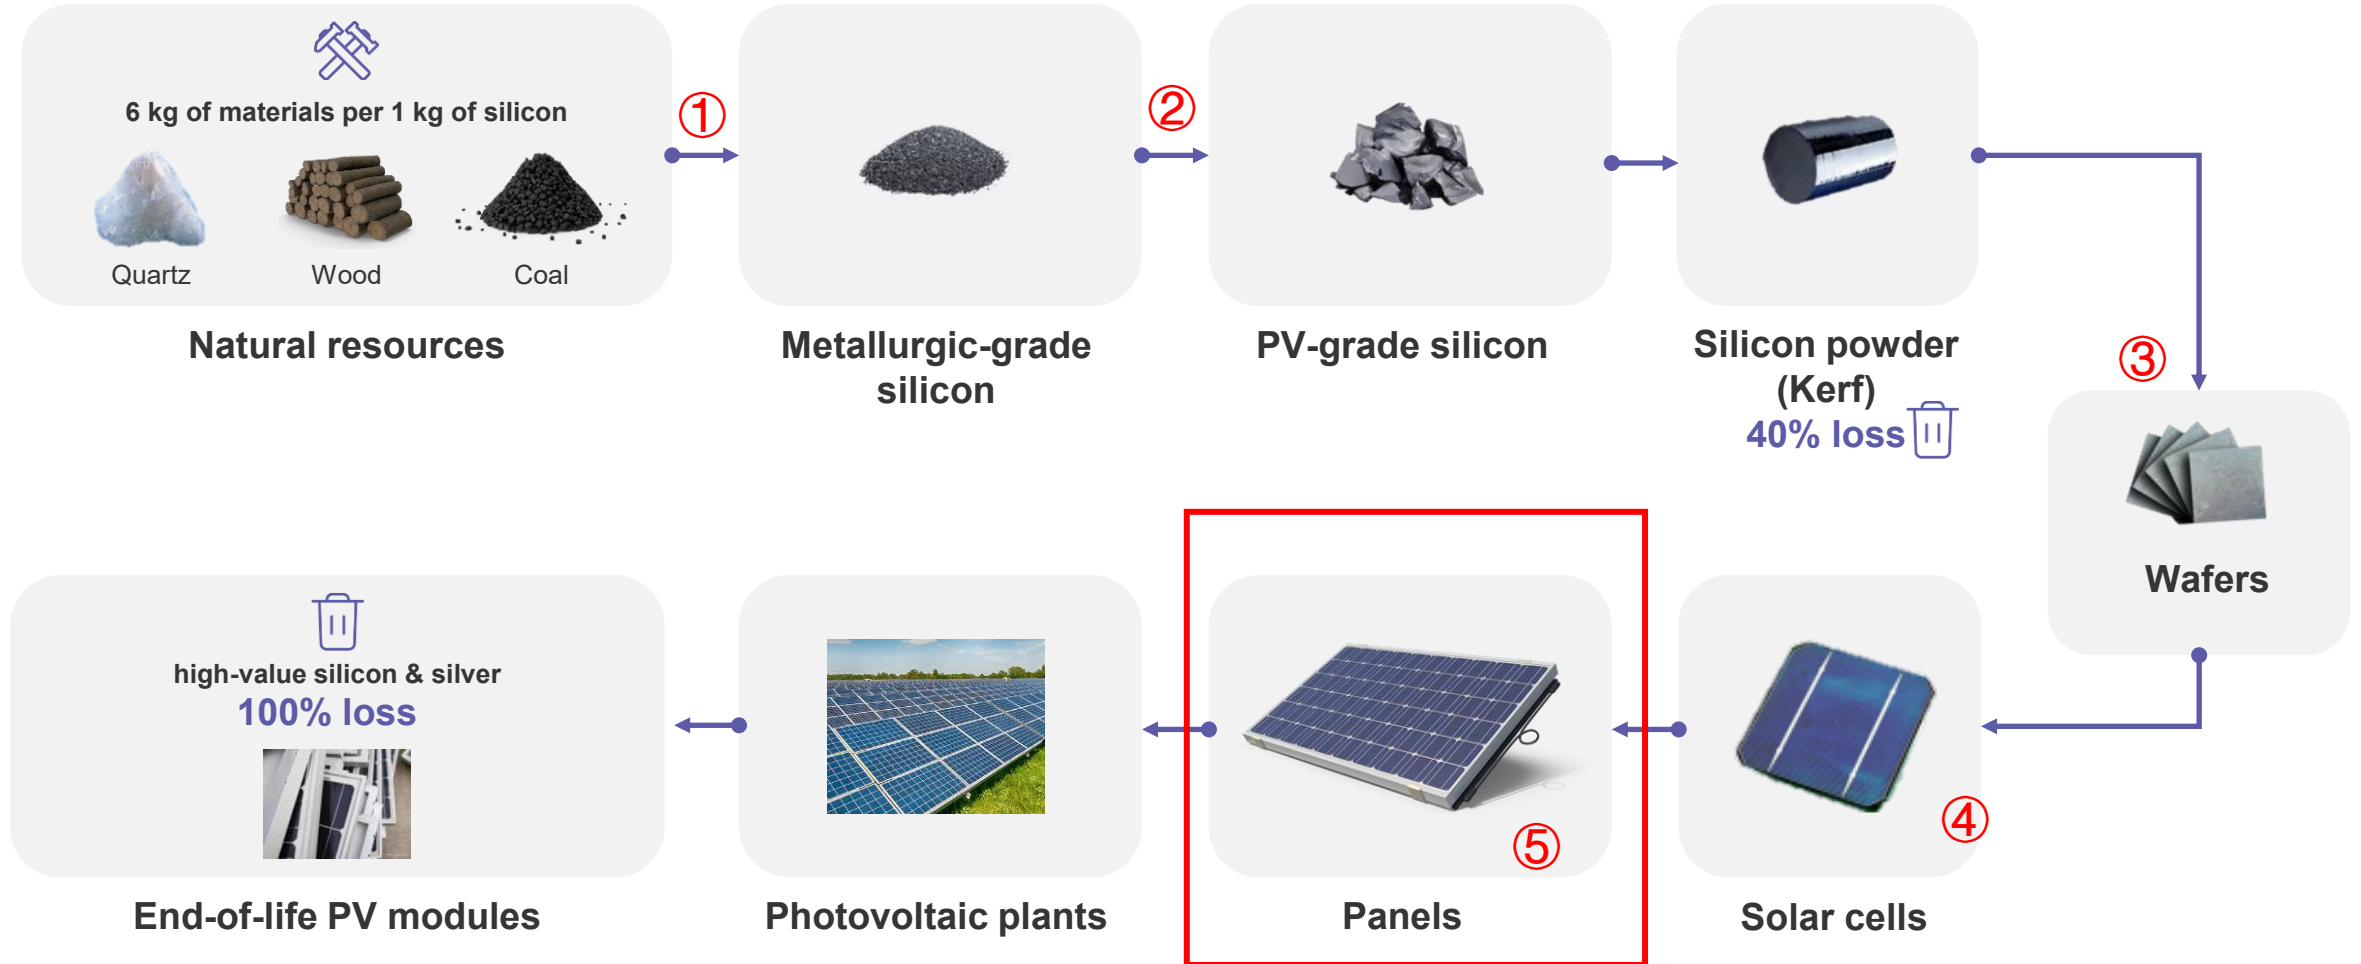 6 kg of materials per 1 kg of silicon
Quartz
Wood
Coal
Natural resources
①
Metallurgic-grade
silicon
②
PV-grade silicon
Silicon powder
(Kerf)
40% loss
③
Wafers
④
Solar cells
⑤
Panels
Photovoltaic plants
high-value silicon & silver
100% loss
End-of-life PV modules